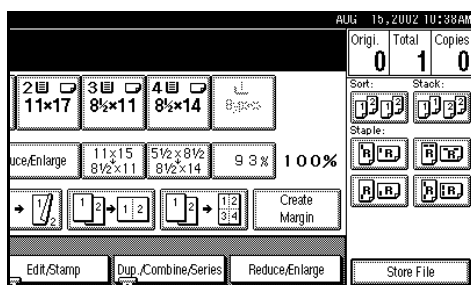 AUG 15,2002 10:38AM
Origi. Total Copies
0 1 0
2 3 4
11×17 8½×11 8½×14 Bypass
Sort: Stack:
Staple:
uce/Enlarge 11×15 5½×8½ 93% 100%
8½×11 8½×14
Create
Margin
Edit/Stamp Dup./Combine/Series Reduce/Enlarge Store File